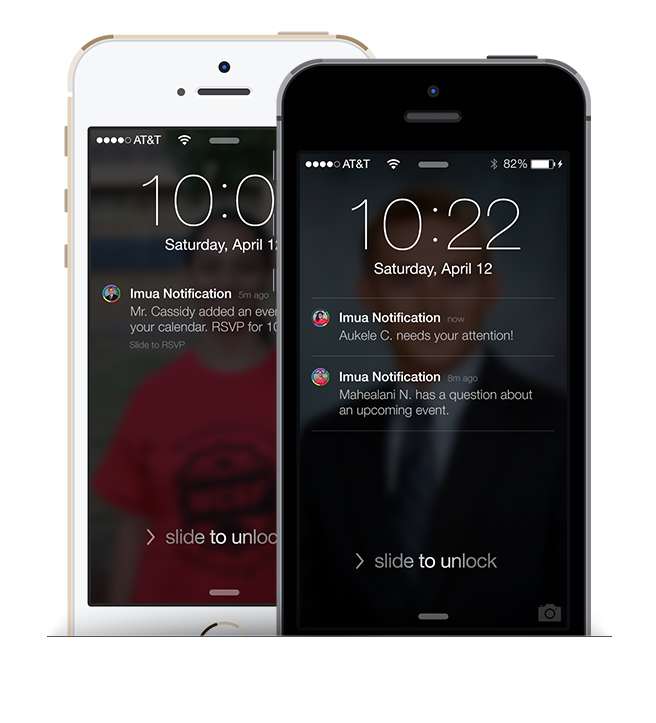 AT&T
10:0
Saturday, April 12
Imua Notification 5m ago
Mr. Cassidy added an eve
your calendar. RSVP for 10
Slide to RSVP
slide to unloc
AT&T 82%
10:22
Saturday, April 12
Imua Notification now
Aukele C. needs your attention!
Imua Notification 8m ago
Mahealani N. has a question about
an upcoming event.
slide to unlock